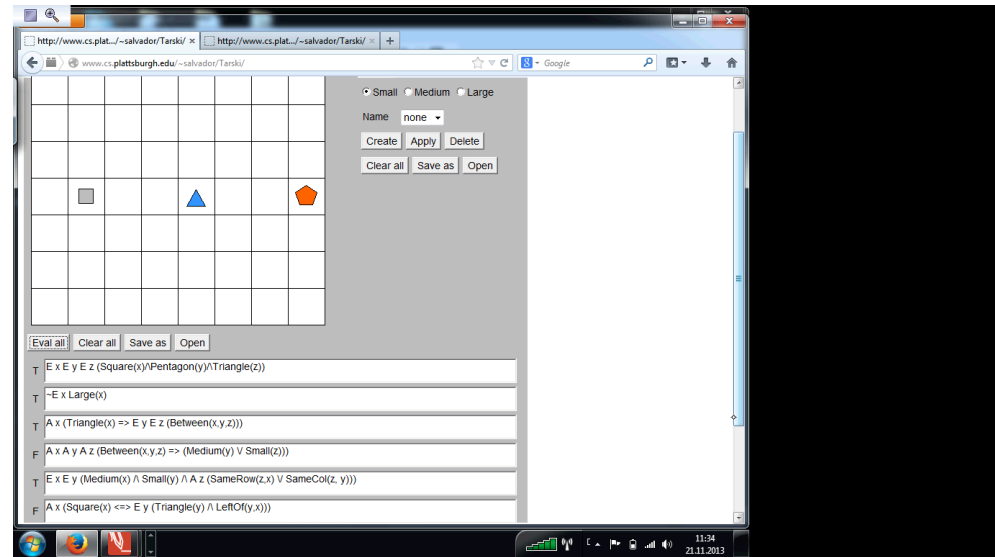 http://www.cs.plat.../~salvador/Tarski/ × http://www.cs.plat.../~salvador/Tarski/ × +
www.cs.plattsburgh.edu/~salvador/Tarski/ Google
Small Medium Large
Name none
Create Apply Delete
Clear all Save as Open
Eval all Clear all Save as Open
T E x E y E z (Square(x)/\Pentagon(y)/\Triangle(z))
T ~E x Large(x)
T A x (Triangle(x) => E y E z (Between(x,y,z)))
F A x A y A z (Between(x,y,z) => (Medium(y) \/ Small(z)))
T E x E y (Medium(x) /\ Small(y) /\ A z (SameRow(z,x) \/ SameCol(z, y)))
F A x (Square(x) <=> E y (Triangle(y) /\ LeftOf(y,x)))
11:34
21.11.2013